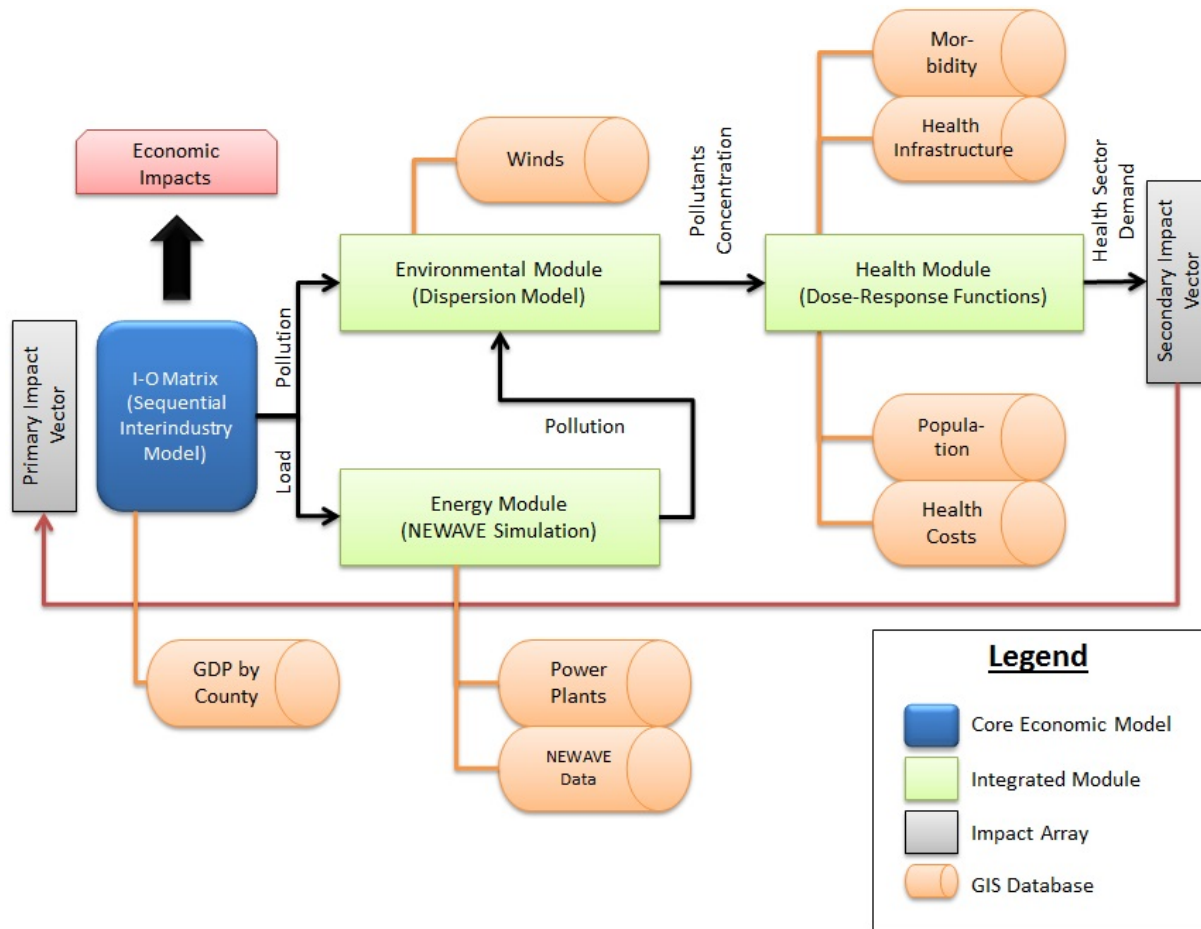 Economic
Impacts
Primary Impact
Vector
I-O Matrix
(Sequential
Interindustry
Model)
Pollution
Load
Winds
Environmental Module
(Dispersion Model)
Pollution
Energy Module
(NEWAVE Simulation)
Pollutants
Concentration
Mor-
bidity
Health
Infrastructure
Health Module
(Dose-Response Functions)
Health Sector
Demand
Secondary Impact
Vector
Popula-
tion
Health
Costs
GDP by
County
Power
Plants
NEWAVE
Data
Legend
Core Economic Model
Integrated Module
Impact Array
GIS Database